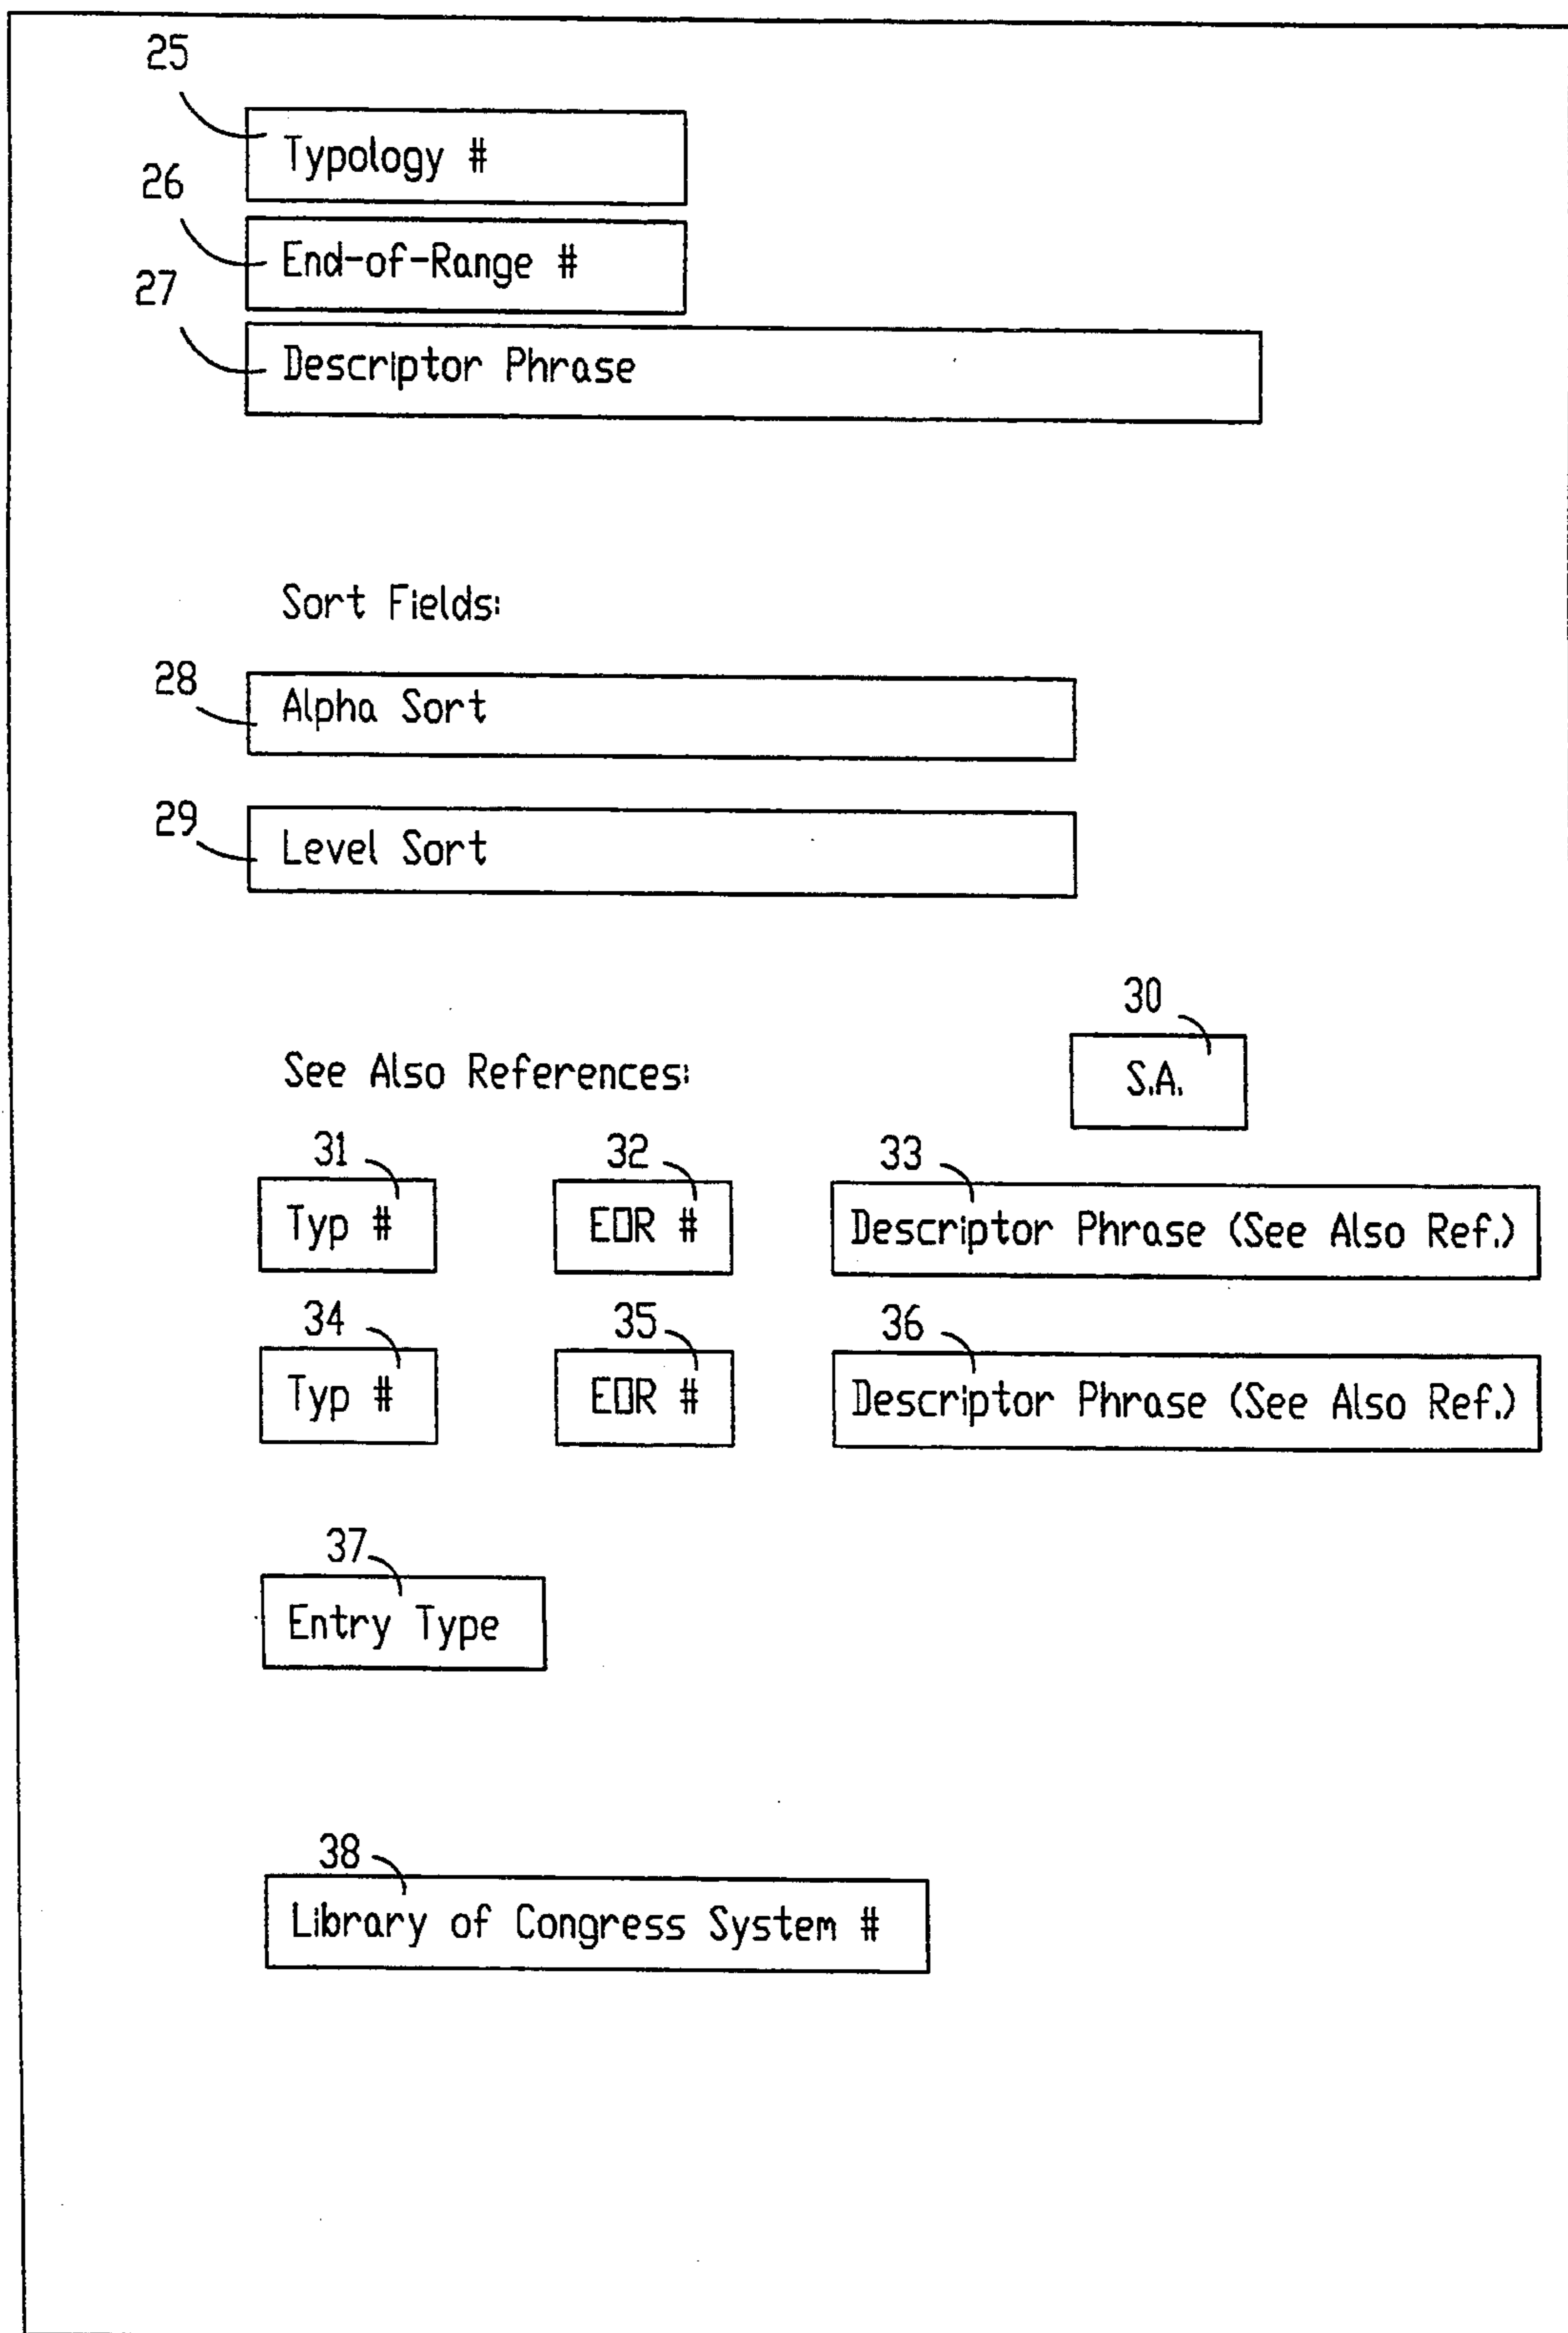 25
Typology #
26
End-of-Range #
27
Descriptor Phrase
Sort Fields:
28
Alpha Sort
29
Level Sort
30
See Also References:
S.A.
31 32 33
Typ # EOR # Descriptor Phrase (See Also Ref.)
34 35 36
Typ # EOR # Descriptor Phrase (See Also Ref.)
37
Entry Type
38
Library of Congress System #